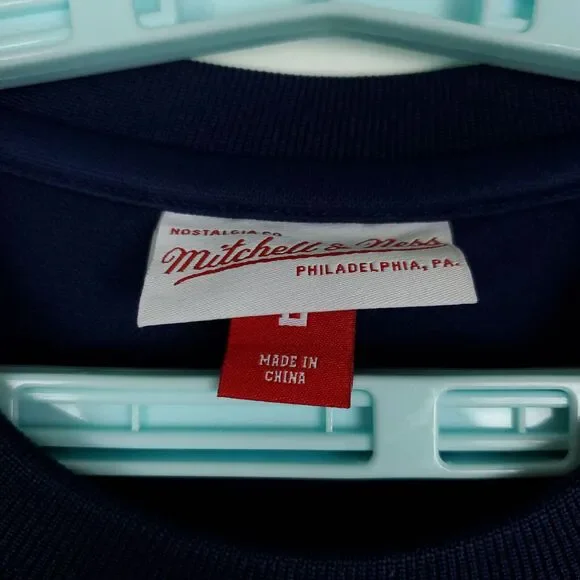 NOSTALGIA CO.
Mitchell & Ness
PHILADELPHIA, PA.
MADE IN
CHINA